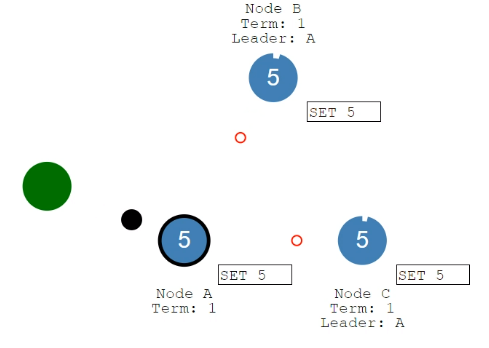 Node B
Term: 1
Leader: A
5
SET 5
5
SET 5
Node A
Term: 1
5
SET 5
Node C
Term: 1
Leader: A